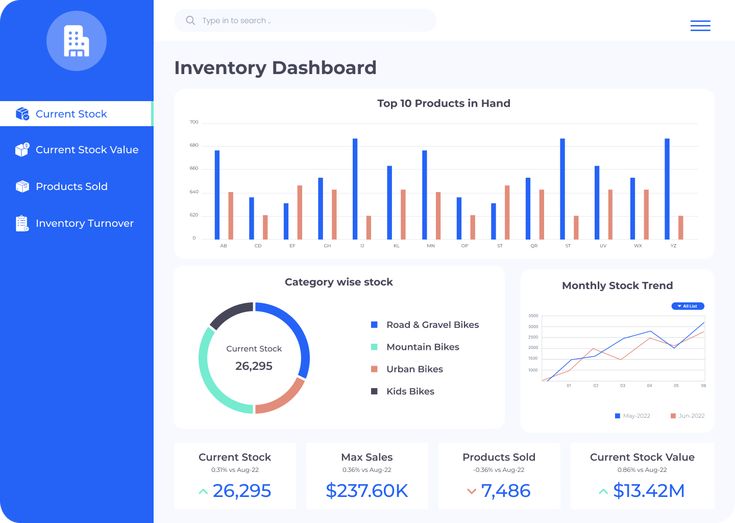 Type in to search ..
Inventory Dashboard
Current Stock
Current Stock Value
Products Sold
Inventory Turnover
Top 10 Products in Hand
700
680
660
640
620
0
AB CD EF GH IJ KL MN OP ST QR ST UV WX YZ
Category wise stock
Current Stock
26,295
Road & Gravel Bikes
Mountain Bikes
Urban Bikes
Kids Bikes
Monthly Stock Trend
All List
3500
3000
2500
2000
1500
1000
01 02 03 04 05 06
May-2022 Jun-2022
Current Stock
0.31% vs Aug-22
26,295
Max Sales
0.36% vs Aug-22
$237.60K
Products Sold
-0.36% vs Aug-22
7,486
Current Stock Value
0.86% vs Aug-22
$13.42M